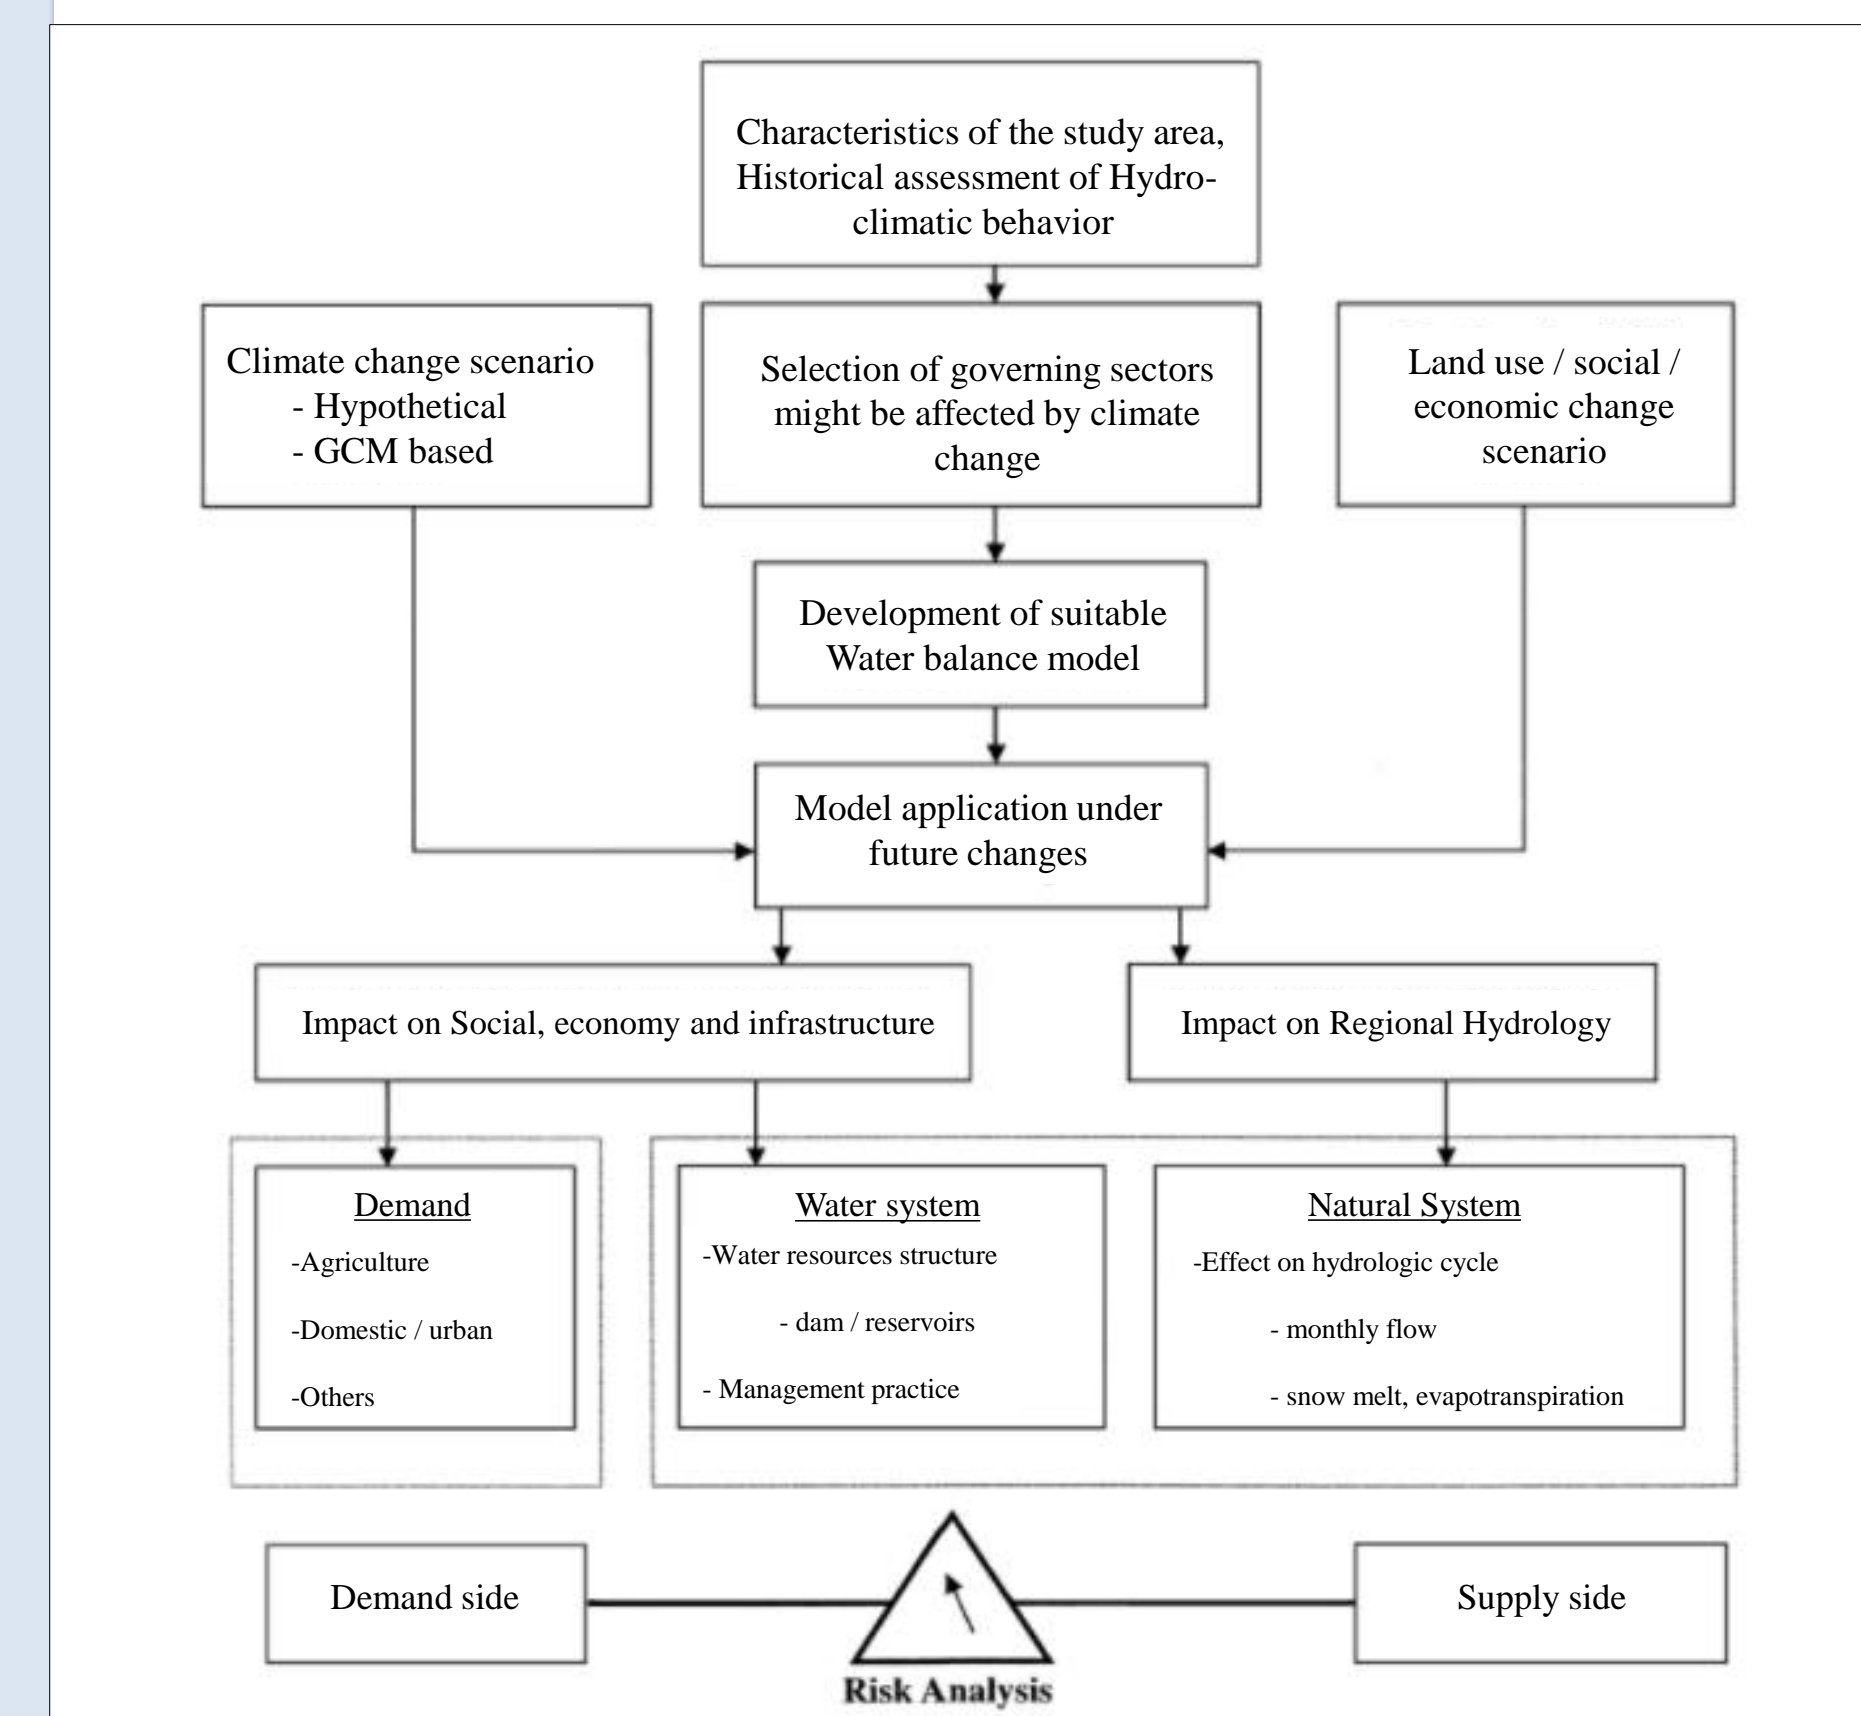 Characteristics of the study area,
Historical assessment of Hydro-
climatic behavior
Climate change scenario
- Hypothetical
- GCM based
Selection of governing sectors
might be affected by climate
change
Land use / social /
economic change
scenario
Development of suitable
Water balance model
Model application under
future changes
Impact on Social, economy and infrastructure
Impact on Regional Hydrology
Demand
-Agriculture
-Domestic / urban
-Others
Water system
-Water resources structure
- dam / reservoirs
- Management practice
Natural System
-Effect on hydrologic cycle
- monthly flow
- snow melt, evapotranspiration
Demand side
Supply side
Risk Analysis